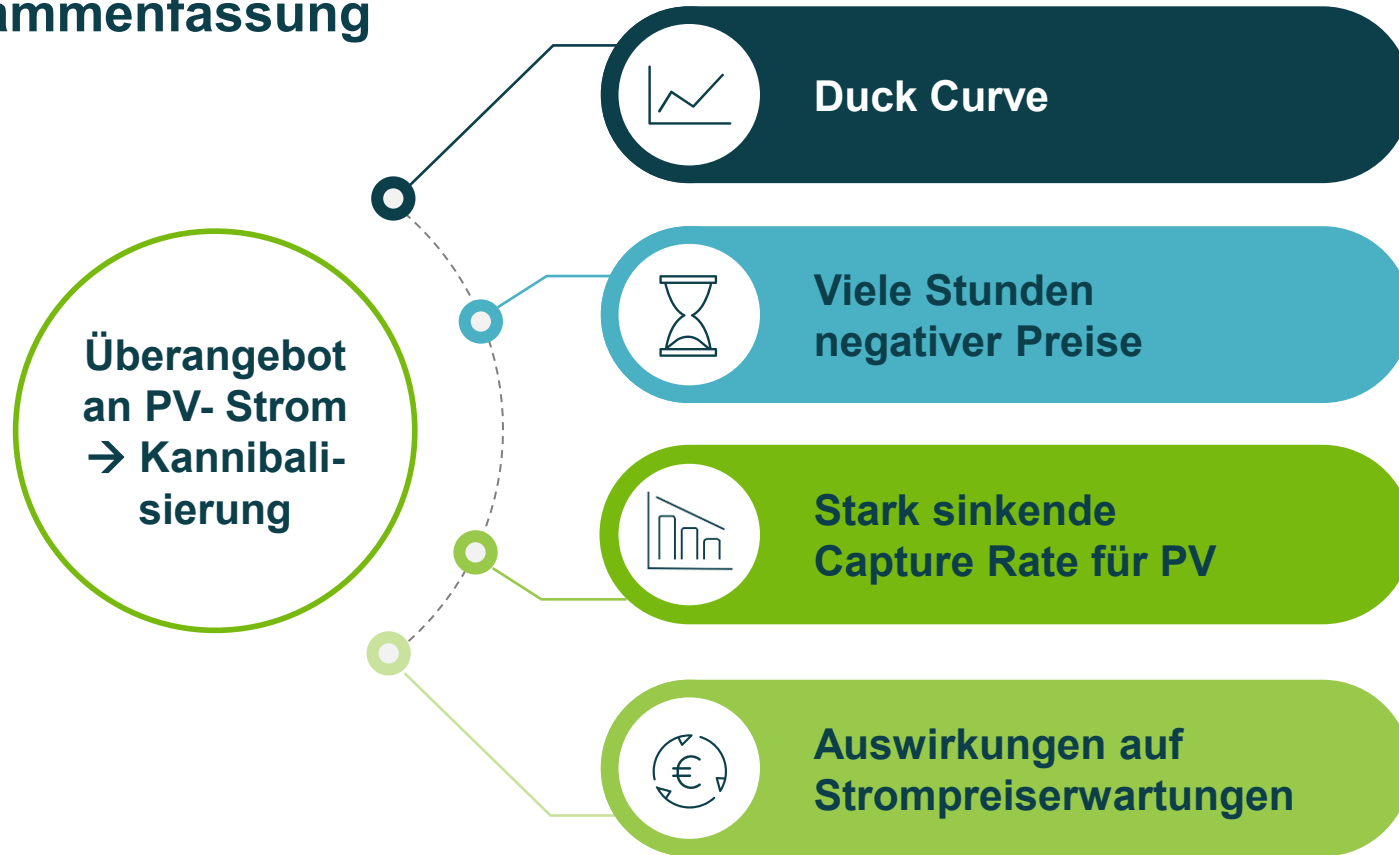 ammenfassung
Duck Curve
Viele Stunden
negativer Preise
Überangebot
an PV- Strom
→ Kannibali-
sierung
Stark sinkende
Capture Rate für PV
€
Auswirkungen auf
Strompreiserwartungen